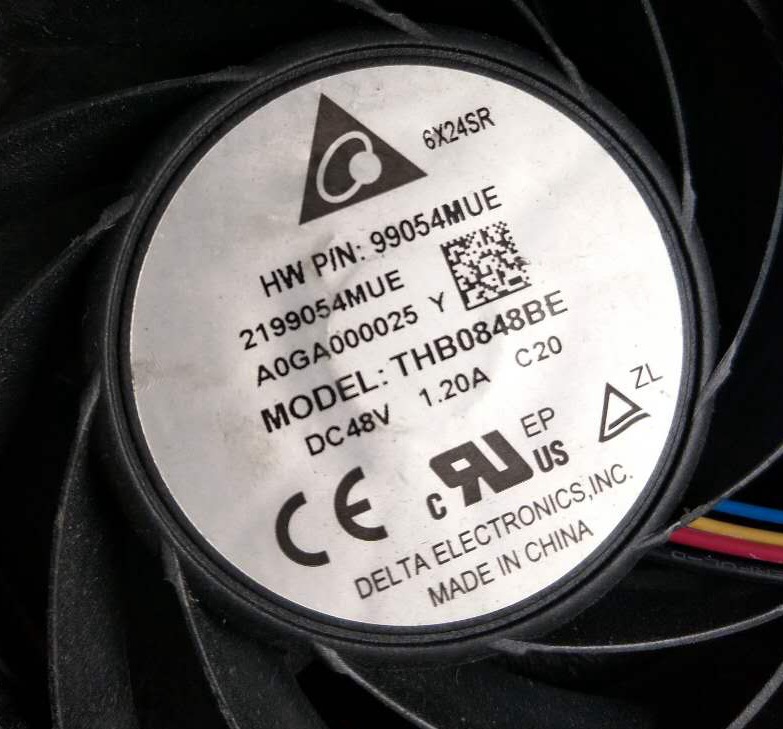 6X24SR
HW P/N: 99054MUE
2199054MUE
A0GA000025 Y
MODEL: THB0848BE
DC48V 1.20A C20
ZL
EP
c RU US
CE
DELTA ELECTRONICS,INC.
MADE IN CHINA